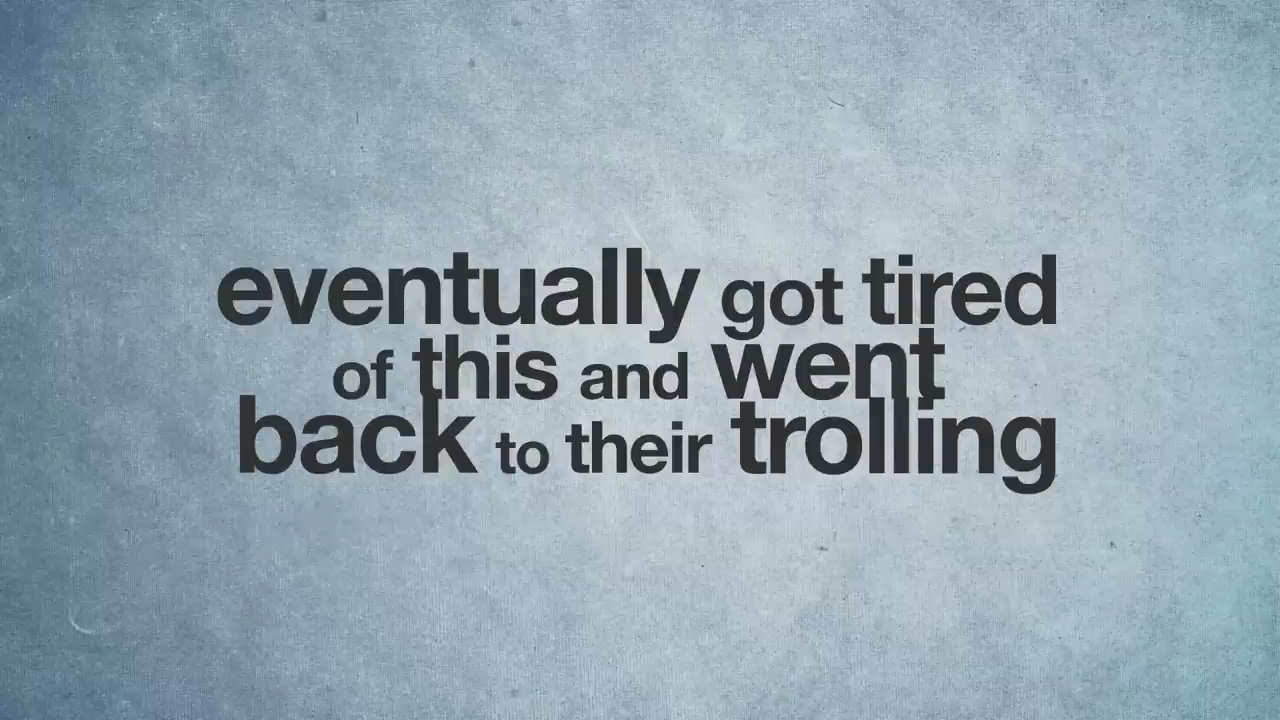 eventually got tired
of this and went
back to their trolling